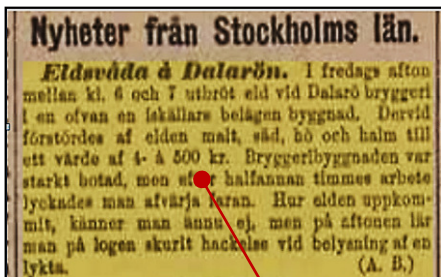 Nyheter från Stockholms län.
Eldsvåda å Dalarön. I fredags afton
mellan kl. 6 och 7 utbröt eld vid Dalarö bryggeri
i en ofvan en iskällare belägen byggnad. Dervid
förstördes af elden malt, säd, hö och halm till
ett värde af 4- à 500 kr. Bryggeribyggnaden var
starkt hotad, men efter halfannan timmes arbete
lyckades man afvärja faran. Hur elden uppkom-
mit, känner man ännu ej, men på aftonen lär
man på logen skurit hackelse vid belysning af en
lykta. (A. B.)